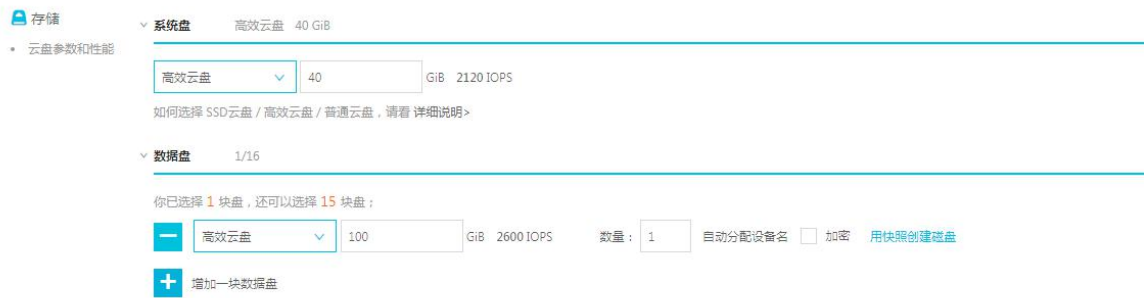 存储
云盘参数和性能
系统盘 高效云盘 40 GiB
高效云盘 40 GiB 2120 IOPS
如何选择 SSD云盘 / 高效云盘 / 普通云盘，请看 详细说明>
数据盘 1/16
你已选择 1 块盘，还可以选择 15 块盘；
高效云盘 100 GiB 2600 IOPS 数量： 1 自动分配设备名 加密 用快照创建磁盘
增加一块数据盘